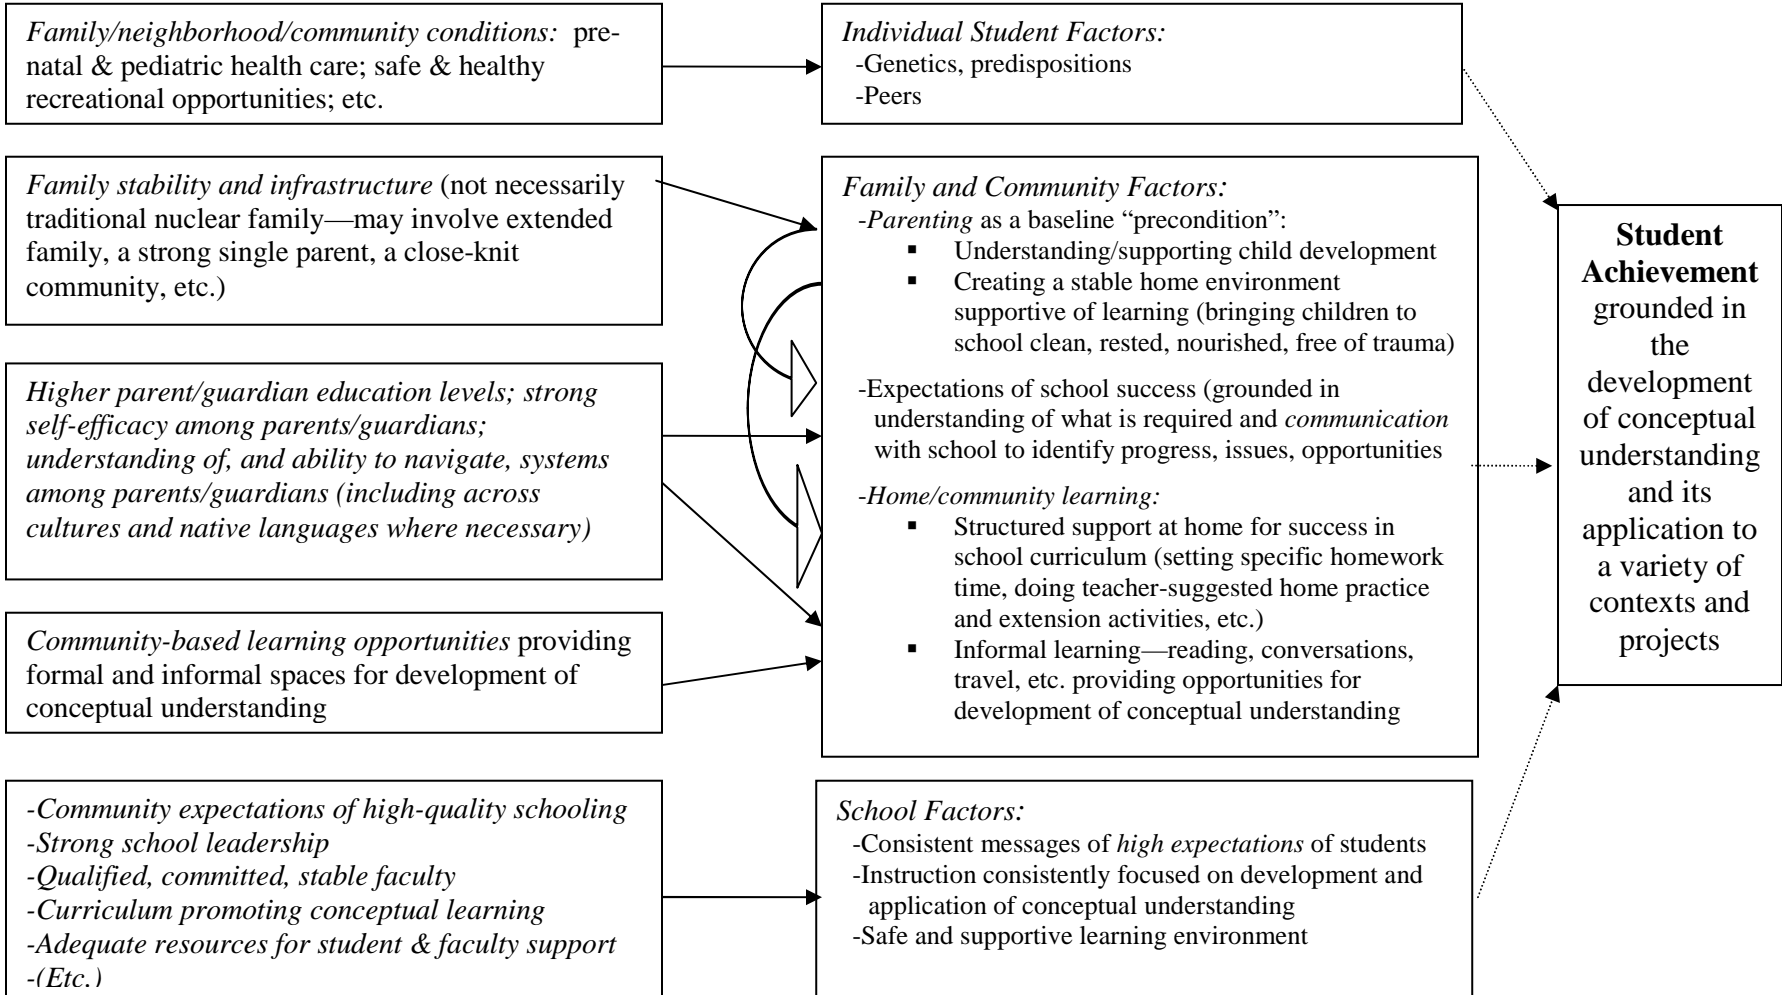 Family/neighborhood/community conditions:  pre-
natal & pediatric health care; safe & healthy
recreational opportunities; etc.
Individual Student Factors:
-Genetics, predispositions
-Peers
Family stability and infrastructure (not necessarily
traditional nuclear family—may involve extended
family, a strong single parent, a close-knit
community, etc.)
Higher parent/guardian education levels; strong
self-efficacy among parents/guardians;
understanding of, and ability to navigate, systems
among parents/guardians (including across
cultures and native languages where necessary)
Community-based learning opportunities providing
formal and informal spaces for development of
conceptual understanding
Family and Community Factors:
-Parenting as a baseline “precondition”:
▪ Understanding/supporting child development
▪ Creating a stable home environment
supportive of learning (bringing children to
school clean, rested, nourished, free of trauma)
-Expectations of school success (grounded in
understanding of what is required and communication
with school to identify progress, issues, opportunities
-Home/community learning:
▪ Structured support at home for success in
school curriculum (setting specific homework
time, doing teacher-suggested home practice
and extension activities, etc.)
▪ Informal learning—reading, conversations,
travel, etc. providing opportunities for
development of conceptual understanding
-Community expectations of high-quality schooling
-Strong school leadership
-Qualified, committed, stable faculty
-Curriculum promoting conceptual learning
-Adequate resources for student & faculty support
-(Etc.)
School Factors:
-Consistent messages of high expectations of students
-Instruction consistently focused on development and
application of conceptual understanding
-Safe and supportive learning environment
Student
Achievement
grounded in
the
development
of conceptual
understanding
and its
application to
a variety of
contexts and
projects